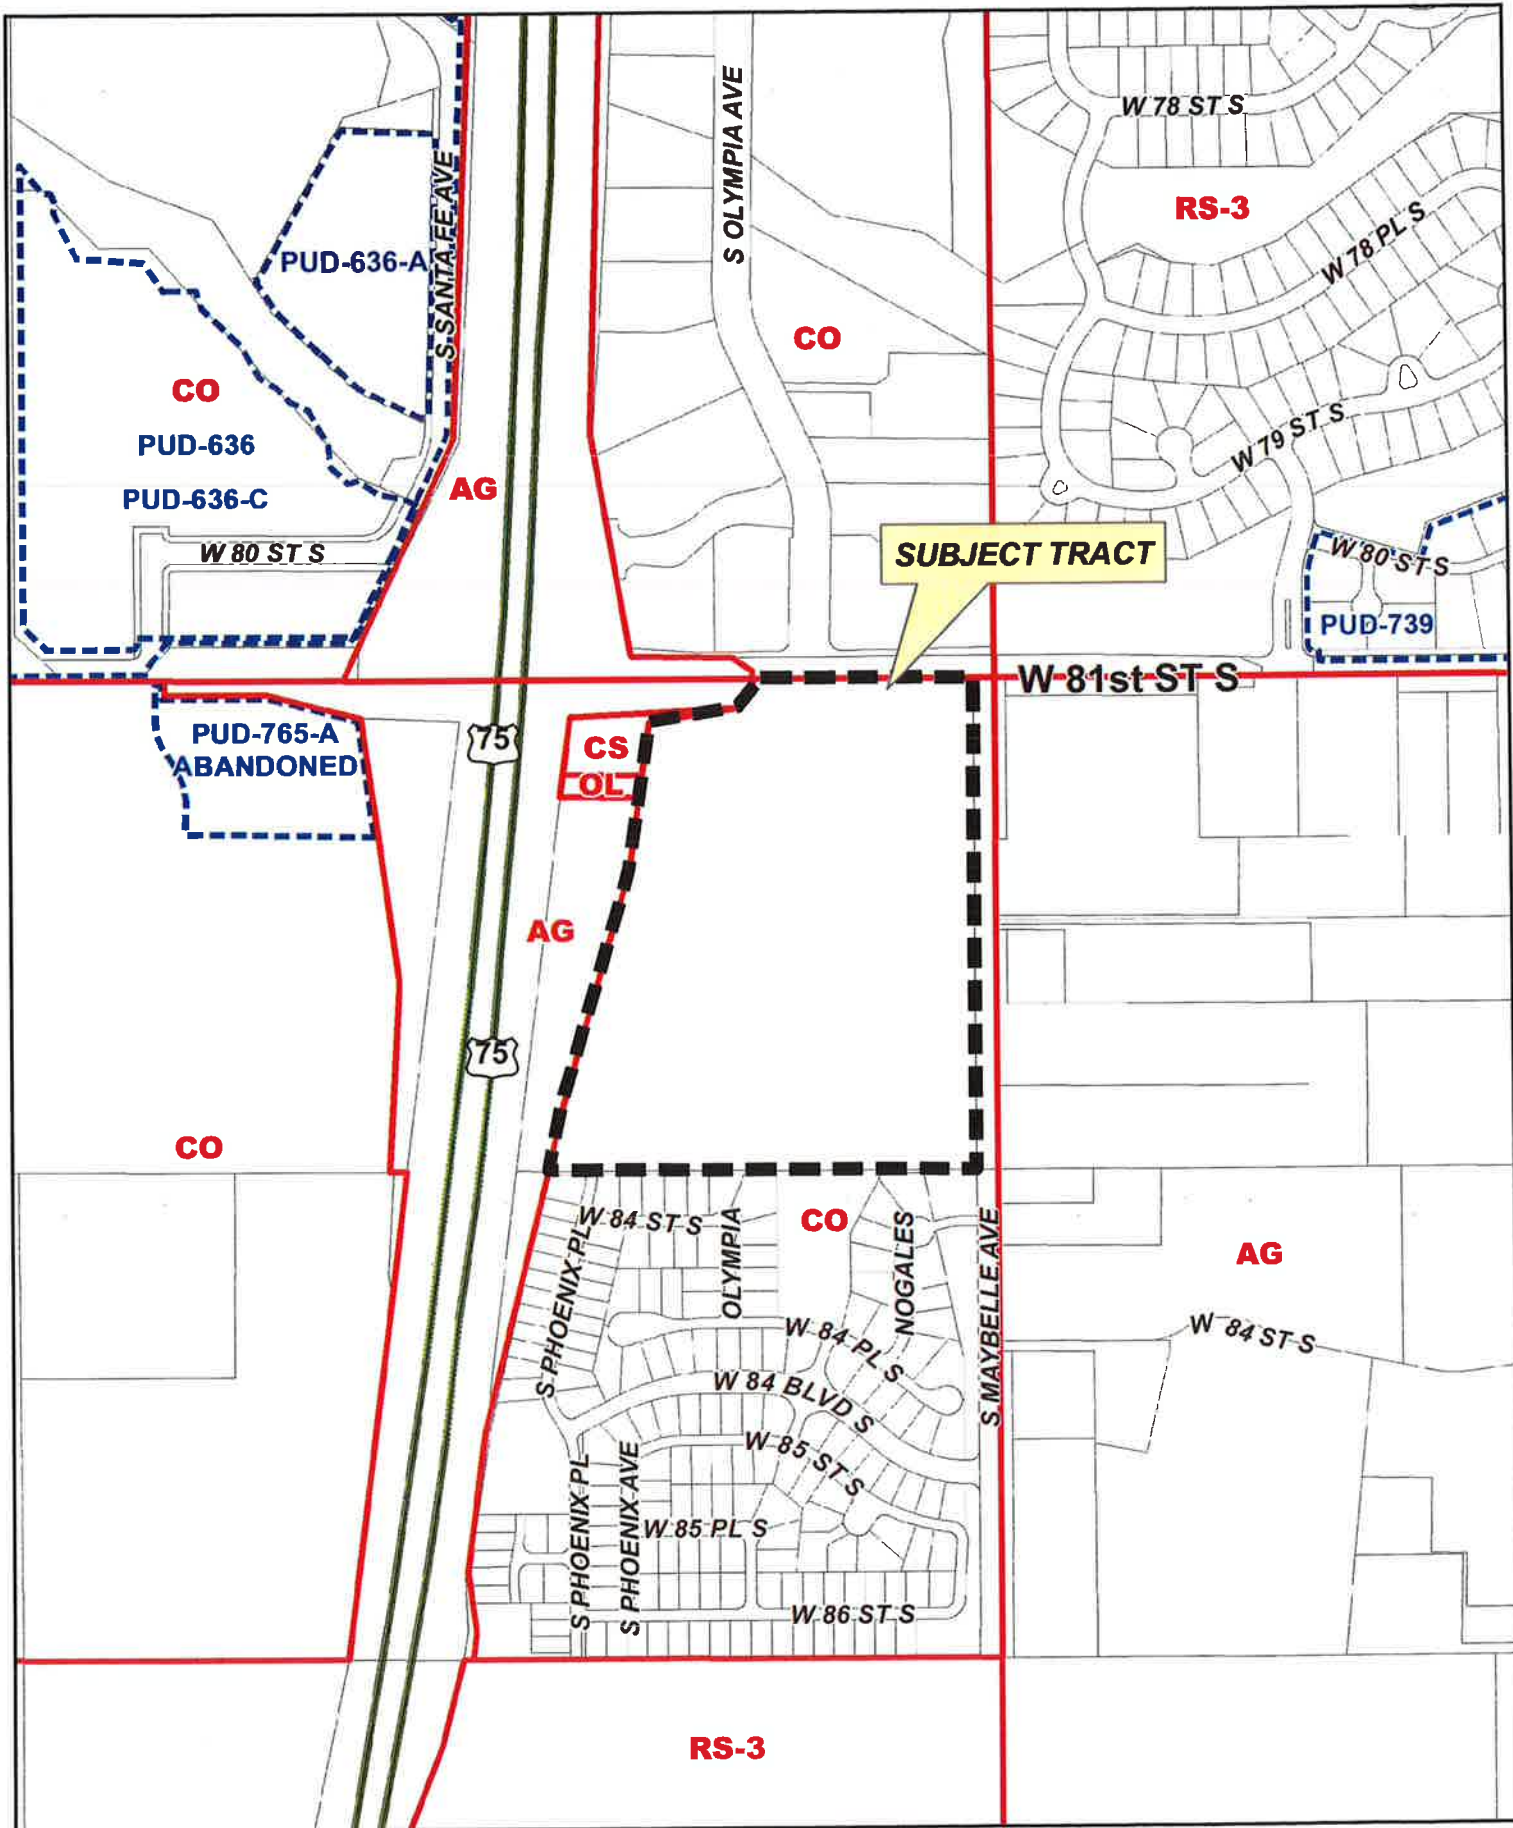 W 78 ST S
S OLYMPIA AVE
RS-3
W 78 PL S
S SANTA FE AVE
PUD-636-A
CO
CO
PUD-636
PUD-636-C
AG
W 79 ST S
W 80 ST S
SUBJECT TRACT
W 80 ST S
PUD-739
W 81st ST S
PUD-765-A
ABANDONED
75
CS
OL
AG
75
CO
W 84 ST S
OLYMPIA
CO
NOGALES
S MAYBELLE AVE
AG
S PHOENIX PL
W 84 PL S
W 84 ST S
W 84 BLVD S
W 85 ST S
S PHOENIX PL
S PHOENIX AVE
W 85 PL S
W 86 ST S
RS-3